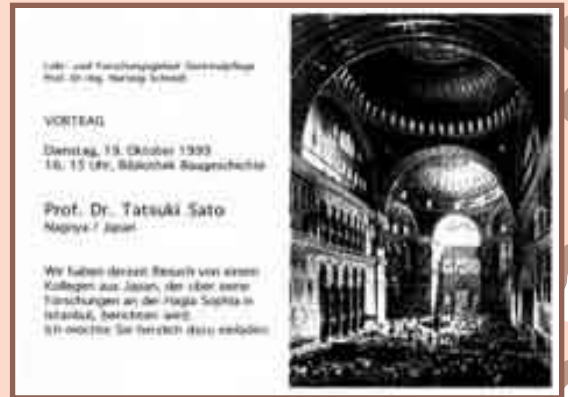 Lehr- und Forschungsgebiet Denkmalpflege
Prof. Dr.-Ing. Hartwig Schmidt
VORTRAG
Dienstag, 19. Oktober 1999
16. 15 Uhr, Bibliothek Baugeschichte
Prof. Dr. Tatsuki Sato
Nagoya / Japan
Wir haben derzeit Besuch von einem
Kollegen aus Japan, der über seine
Forschungen an der Hagia Sophia in
Istanbul, berichten wird.
Ich möchte Sie herzlich dazu einladen.